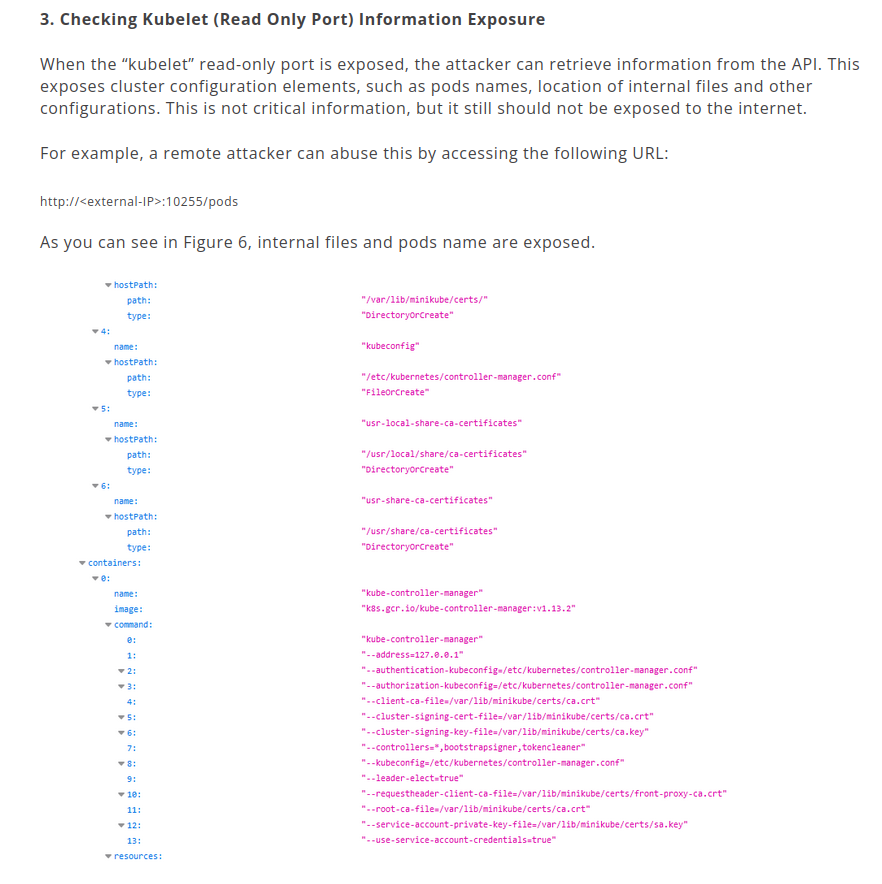 3. Checking Kubelet (Read Only Port) Information Exposure
When the “kubelet” read-only port is exposed, the attacker can retrieve information from the API. This
exposes cluster configuration elements, such as pods names, location of internal files and other
configurations. This is not critical information, but it still should not be exposed to the internet.
For example, a remote attacker can abuse this by accessing the following URL:
http://<external-IP>:10255/pods
As you can see in Figure 6, internal files and pods name are exposed.
hostPath:
path: "/var/lib/minikube/certs/"
type: "DirectoryOrCreate"
4:
name: "kubeconfig"
hostPath:
path: "/etc/kubernetes/controller-manager.conf"
type: "FileOrCreate"
5:
name: "usr-local-share-ca-certificates"
hostPath:
path: "/usr/local/share/ca-certificates"
type: "DirectoryOrCreate"
6:
name: "usr-share-ca-certificates"
hostPath:
path: "/usr/share/ca-certificates"
type: "DirectoryOrCreate"
containers:
0:
name: "kube-controller-manager"
image: "k8s.gcr.io/kube-controller-manager:v1.13.2"
command:
0: "kube-controller-manager"
1: "--address=127.0.0.1"
2: "--authentication-kubeconfig=/etc/kubernetes/controller-manager.conf"
3: "--authorization-kubeconfig=/etc/kubernetes/controller-manager.conf"
4: "--client-ca-file=/var/lib/minikube/certs/ca.crt"
5: "--cluster-signing-cert-file=/var/lib/minikube/certs/ca.crt"
6: "--cluster-signing-key-file=/var/lib/minikube/certs/ca.key"
7: "--controllers=*,bootstrapsigner,tokencleaner"
8: "--kubeconfig=/etc/kubernetes/controller-manager.conf"
9: "--leader-elect=true"
10: "--requestheader-client-ca-file=/var/lib/minikube/certs/front-proxy-ca.crt"
11: "--root-ca-file=/var/lib/minikube/certs/ca.crt"
12: "--service-account-private-key-file=/var/lib/minikube/certs/sa.key"
13: "--use-service-account-credentials=true"
resources: